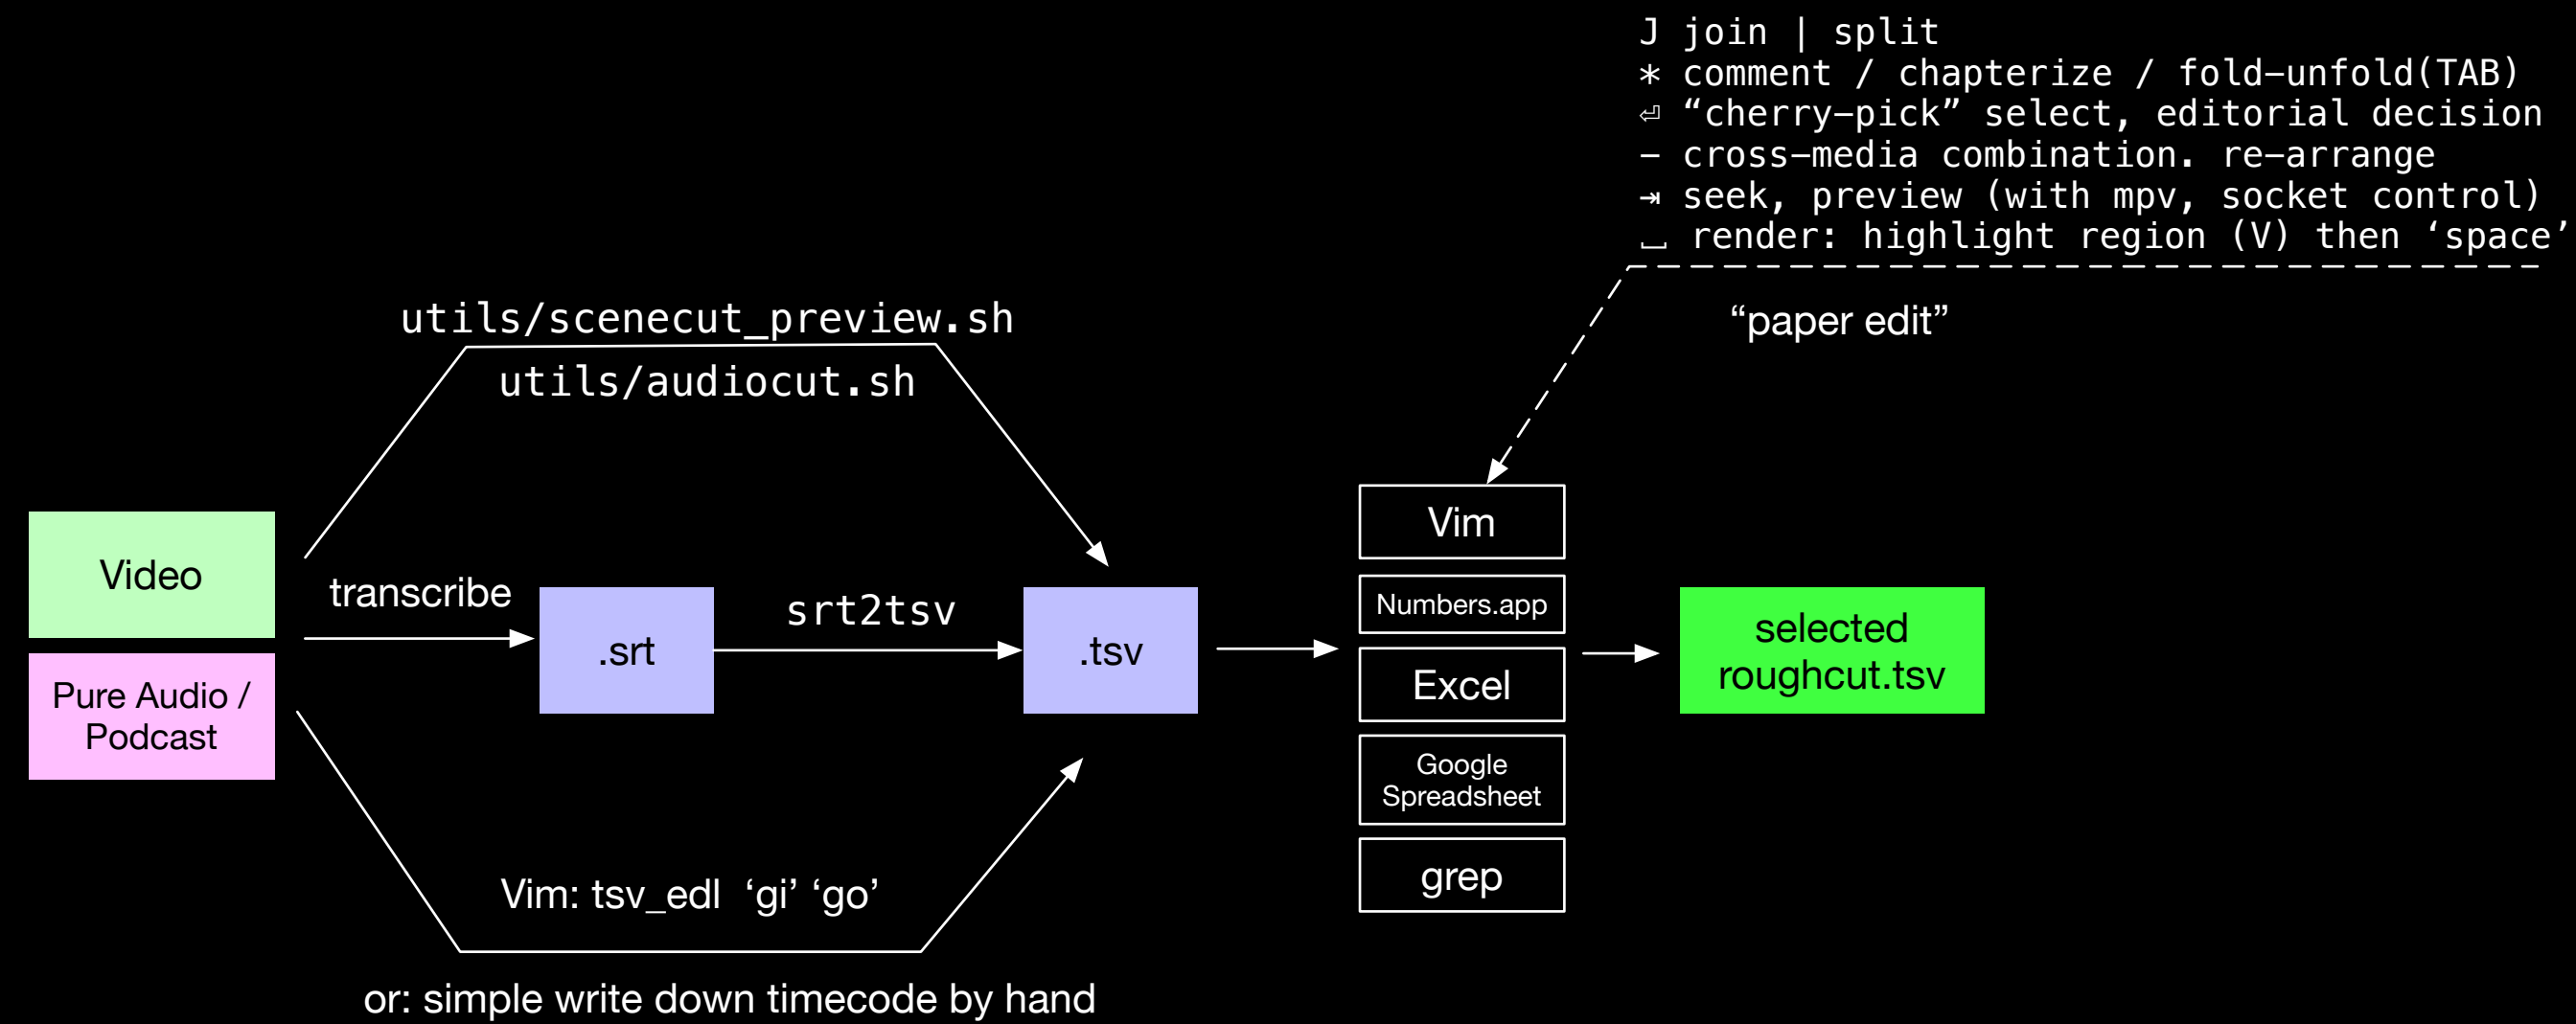 J join | split
* comment / chapterize / fold-unfold(TAB)
⏎ “cherry-pick” select, editorial decision
– cross-media combination. re-arrange
⇥ seek, preview (with mpv, socket control)
⎵ render: highlight region (V) then ‘space’
“paper edit”
utils/scenecut_preview.sh
utils/audiocut.sh
Video
Pure Audio /
Podcast
transcribe
.srt
srt2tsv
.tsv
Vim
Numbers.app
Excel
Google
Spreadsheet
grep
selected
roughcut.tsv
Vim: tsv_edl ‘gi’ ‘go’
or: simple write down timecode by hand